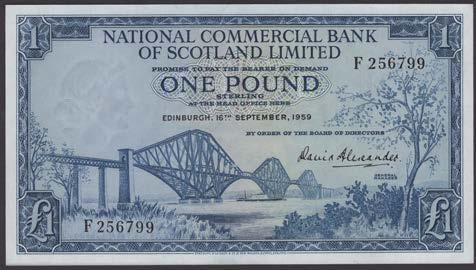 1
NATIONAL COMMERCIAL BANK
OF SCOTLAND LIMITED
1
F 256799
PROMISE TO PAY THE BEARER ON DEMAND
ONE POUND
STERLING
AT THE HEAD OFFICE HERE
EDINBURGH, 16TH SEPTEMBER, 1959
BY ORDER OF THE BOARD OF DIRECTORS
David Alexander
£1
F 256799
£1